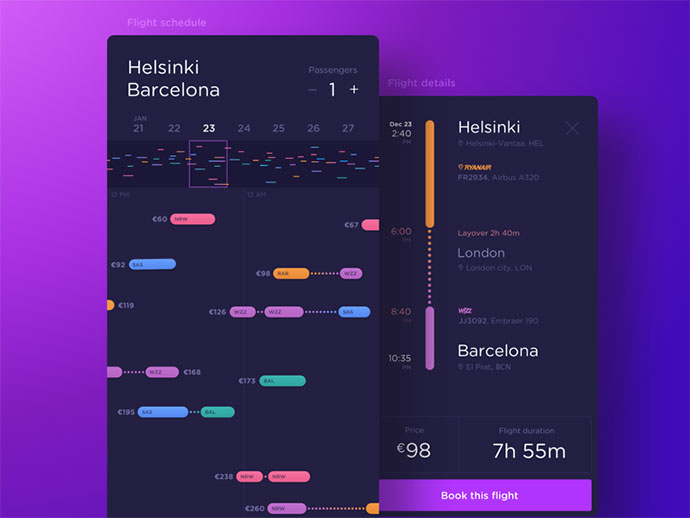 Flight schedule
Helsinki
Barcelona
Passengers
– 1 +
JAN
21 22 23 24 25 26 27
12 PM 12 AM
€60 NRW
€67
€92 SAS
€98 RAR WZZ
€119
€126 WZZ WZZ SAS
WZZ €168
€173 BAL
€195 SAS BAL
€238 NRW NRW
€260 NRW
Flight details
Dec 23
2:40
PM
Helsinki
Helsinki-Vantaa, HEL
RYANAIR
FR2934, Airbus A320
6:00
PM
Layover 2h 40m
London
London city, LON
8:40
PM
WIZZ
JJ3092, Embraer 190
10:35
PM
Barcelona
El Prat, BCN
Price
€98
Flight duration
7h 55m
Book this flight